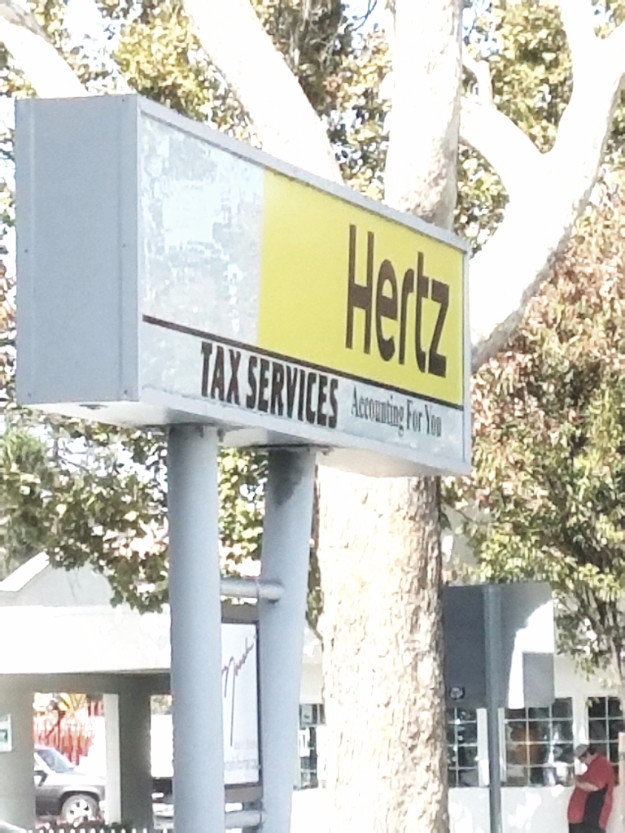 Hertz
TAX SERVICES
Accounting For You